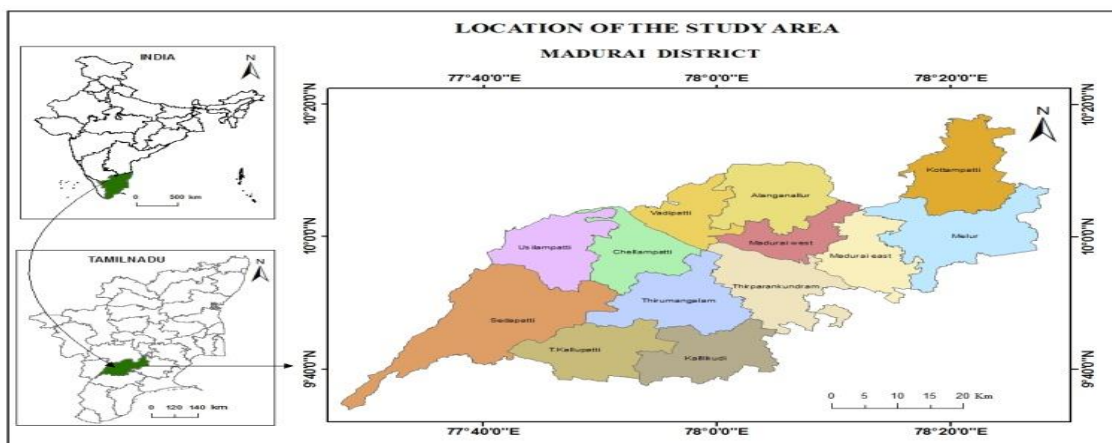 LOCATION OF THE STUDY AREA
MADURAI DISTRICT
INDIA
N
0 500 km
TAMILNADU
N
0 120 140 km
77°40'0"E 78°0'0"E 78°20'0"E
10°20'0"N 10°20'0"N
N
Kottampatti
Alanganallur
Vadipatti
10°0'0"N 10°0'0"N
Usilampatti Chellampatti Madurai west Madurai east Melur
Thirumangalam Thirparankundram
Sedapatti
T.Kallupatti Kallikudi
9°40'0"N 9°40'0"N
0 5 10 15 20 Km
77°40'0"E 78°0'0"E 78°20'0"E